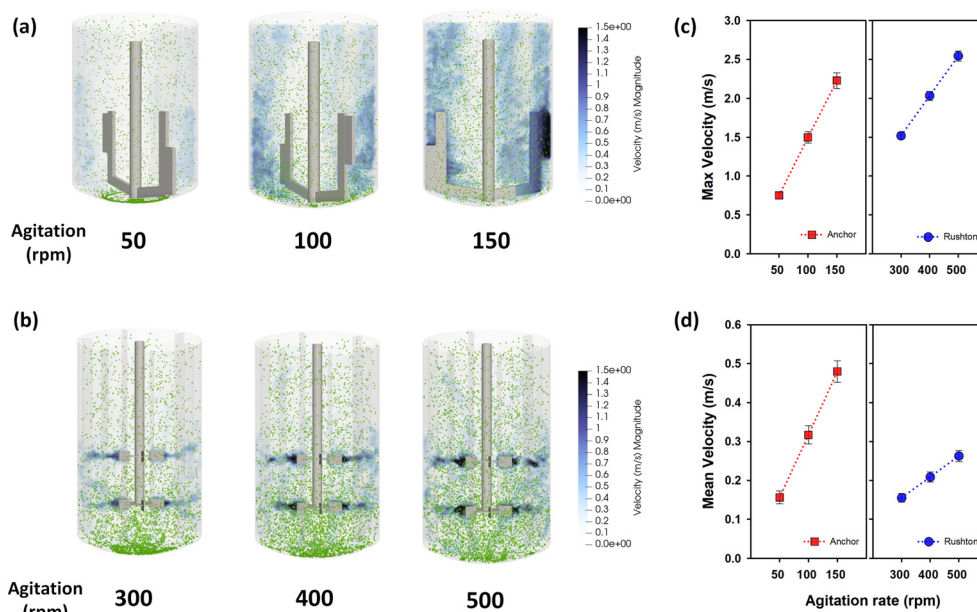 (a)
1.5e+00
1.4
1.3
1.2
1.1
1
0.9
0.8
0.7
0.6
0.5
0.4
0.3
0.2
0.1
0.0e+00
Velocity (m/s) Magnitude
Agitation
(rpm)
50
100
150
(b)
1.5e+00
1.4
1.3
1.2
1.1
1
0.9
0.8
0.7
0.6
0.5
0.4
0.3
0.2
0.1
0.0e+00
Velocity (m/s) Magnitude
Agitation
(rpm)
300
400
500
(c)
Max Velocity (m/s)
3.0
2.5
2.0
1.5
1.0
0.5
0.0
Anchor
Rushton
50 100 150 300 400 500
(d)
Mean Velocity (m/s)
0.6
0.5
0.4
0.3
0.2
0.1
0.0
Anchor
Rushton
50 100 150 300 400 500
Agitation rate (rpm)